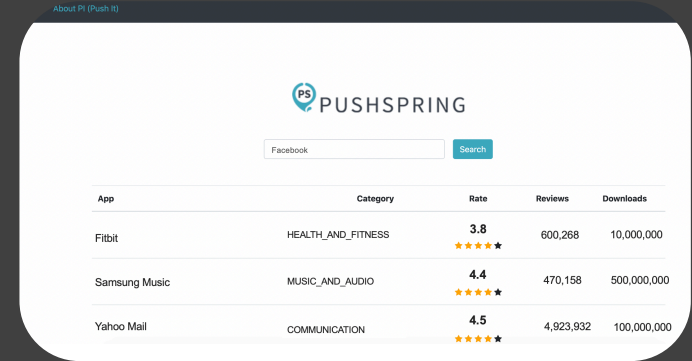 About PI (Push It)
PS PUSHSPRING
Facebook Search
App Category Rate Reviews Downloads
Fitbit HEALTH_AND_FITNESS 3.8 600,268 10,000,000
Samsung Music MUSIC_AND_AUDIO 4.4 470,158 500,000,000
Yahoo Mail COMMUNICATION 4.5 4,923,932 100,000,000